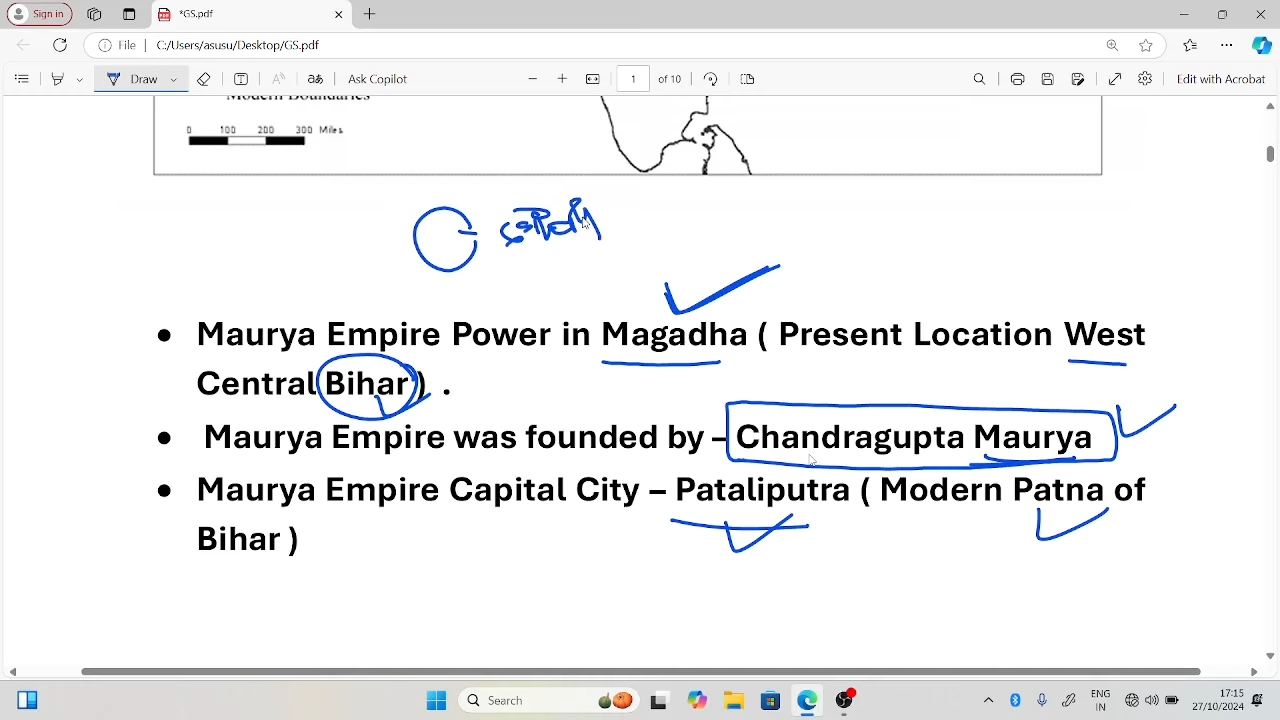 Sign in
*GS.pdf
File
C:/Users/asusu/Desktop/GS.pdf
Draw
Ask Copilot
1
of 10
Edit with Acrobat
Modern Boundaries
0 100 200 300 Miles
Maurya Empire Power in Magadha ( Present Location West
Central Bihar ) .
Maurya Empire was founded by – Chandragupta Maurya
Maurya Empire Capital City – Pataliputra ( Modern Patna of
Bihar )
Search
ENG
IN
17:15
27/10/2024